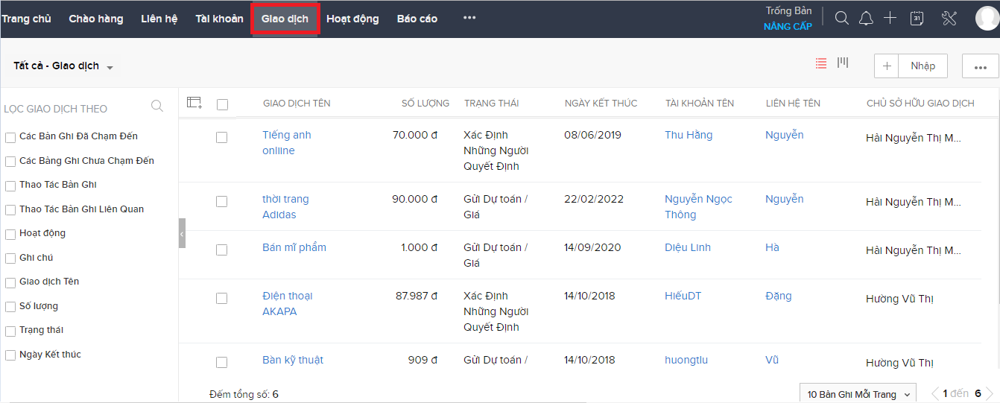 Trang chủ Chào hàng Liên hệ Tài khoản Giao dịch Hoạt động Báo cáo
Trống Bản
NÂNG CẤP
31
Tất cả - Giao dịch
Nhập
LỌC GIAO DỊCH THEO
Các Bản Ghi Đã Chạm Đến
Các Bảng Ghi Chưa Chạm Đến
Thao Tác Bản Ghi
Thao Tác Bản Ghi Liên Quan
Hoạt động
Ghi chú
Giao dịch Tên
Số lượng
Trạng thái
Ngày Kết thúc
GIAO DỊCH TÊN SỐ LƯỢNG TRẠNG THÁI NGÀY KẾT THÚC TÀI KHOẢN TÊN LIÊN HỆ TÊN CHỦ SỞ HỮU GIAO DỊCH
Tiếng anh 70.000 đ Xác Định 08/06/2019 Thu Hằng Nguyễn Hải Nguyễn Thị M...
onliine Những Người
Quyết Định
thời trang 90.000 đ Gửi Dự toán / 22/02/2022 Nguyễn Ngọc Nguyễn Hải Nguyễn Thị M...
Adidas Giá Thông
Bán mĩ phẩm 1.000 đ Gửi Dự toán / 14/09/2020 Diệu Linh Hà Hải Nguyễn Thị M...
Giá
Điện thoại 87.987 đ Xác Định 14/10/2018 HiếuDT Đặng Hường Vũ Thị
AKAPA Những Người
Quyết Định
Bàn kỹ thuật 909 đ Gửi Dự toán / 14/10/2018 huongtlu Vũ Hường Vũ Thị
Đếm tổng số: 6
10 Bản Ghi Mỗi Trang
1 đến 6